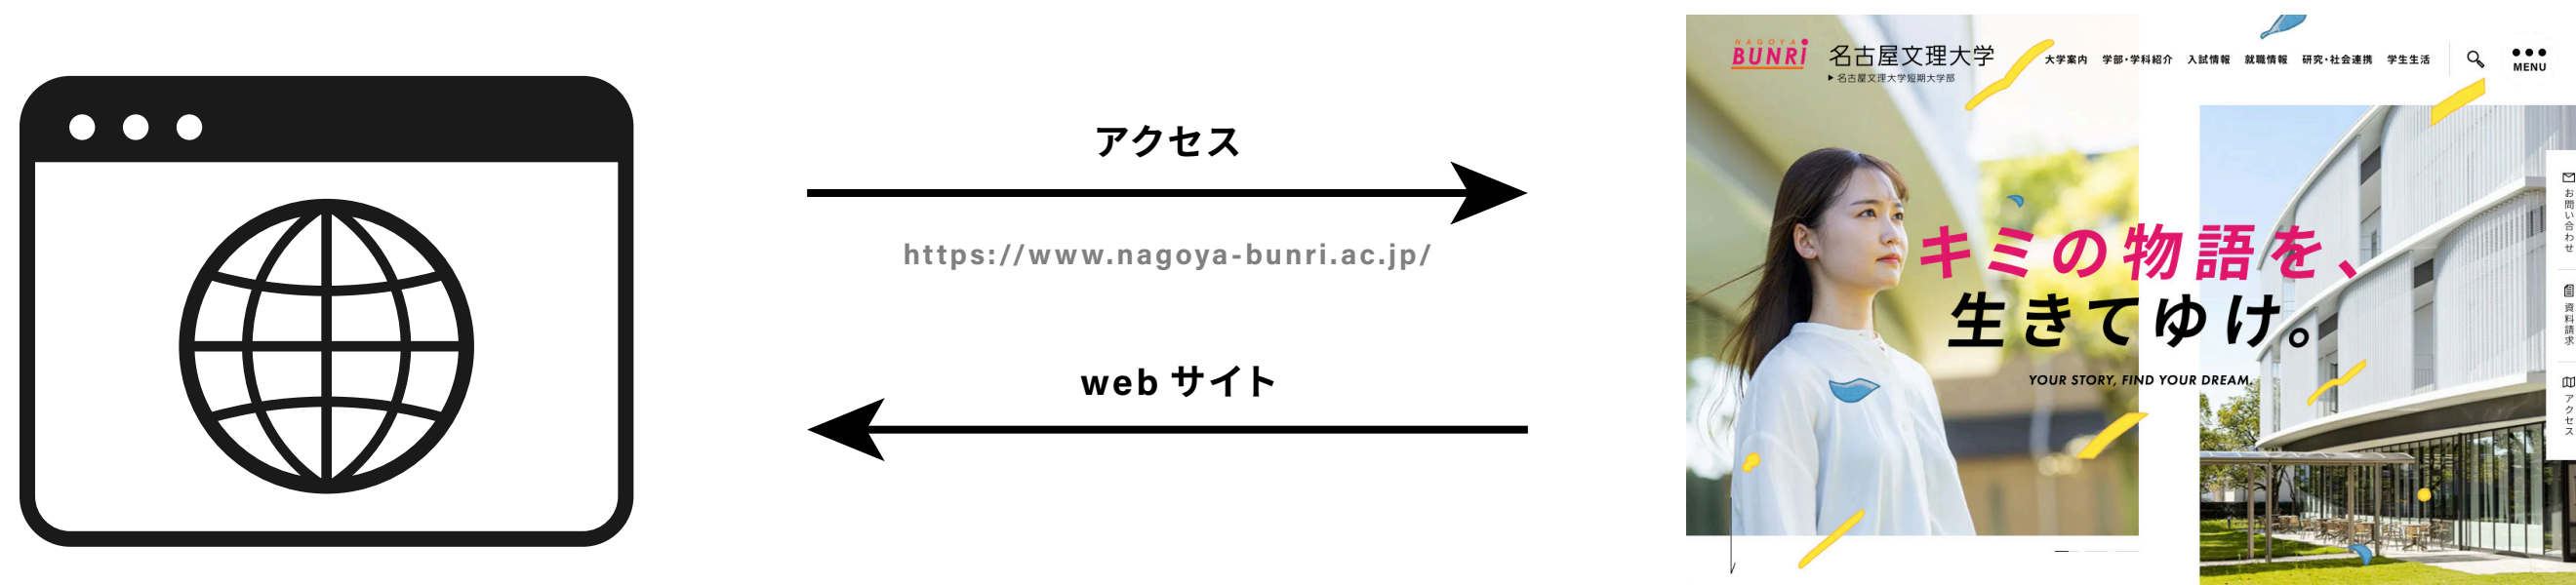 アクセス
https://www.nagoya-bunri.ac.jp/
web サイト
NAGOYA
BUNRi
名古屋文理大学
名古屋文理大学短期大学部
大学案内 学部・学科紹介 入試情報 就職情報 研究・社会連携 学生生活
MENU
キミの物語を、
生きてゆけ。
YOUR STORY, FIND YOUR DREAM.
お問い合わせ
資料請求
アクセス